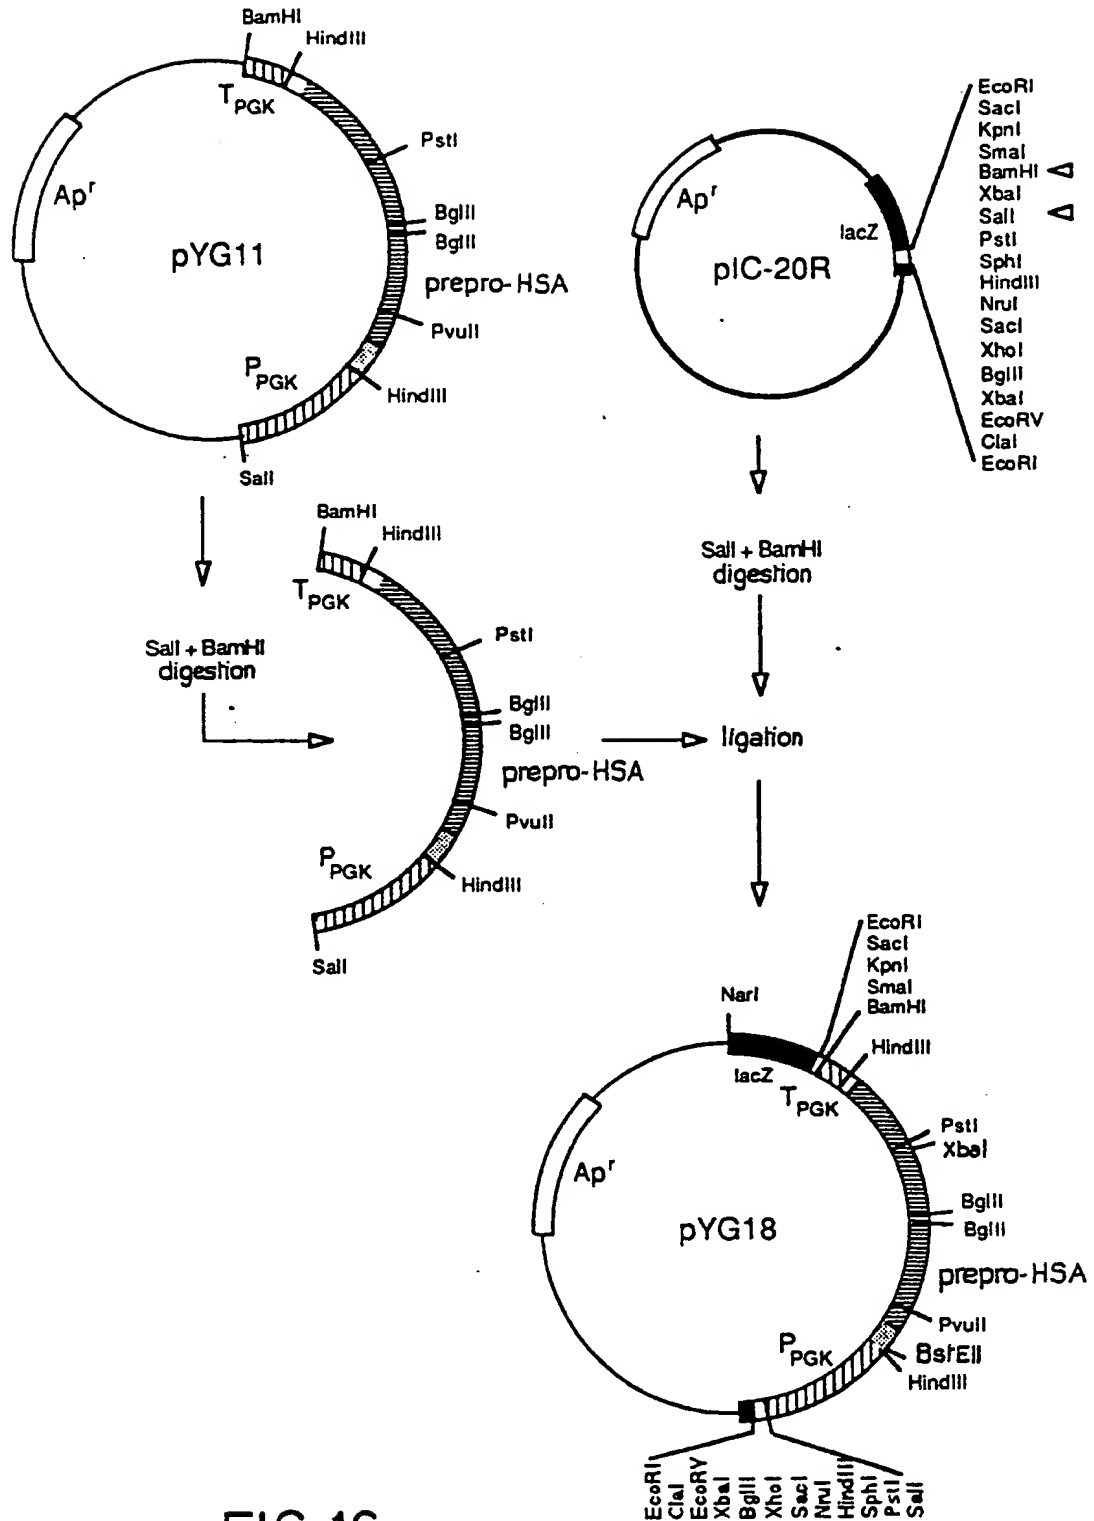 BamHI
HindIII
TPGK
PstI
Apr
BglII
BglII
pYG11
prepro-HSA
PvuII
PPGK
HindIII
SalI
EcoRI
SacI
KpnI
SmaI
BamHI
XbaI
SalI
PstI
SphI
HindIII
NruI
SacI
XhoI
BglII
XbaI
EcoRV
ClaI
EcoRI
Apr
lacZ
pIC-20R
SalI + BamHI
digestion
BamHI
HindIII
TPGK
PstI
BglII
BglII
prepro-HSA
PvuII
PPGK
HindIII
SalI
SalI + BamHI
digestion
ligation
EcoRI
SacI
KpnI
SmaI
BamHI
NarI
HindIII
lacZ
TPGK
PstI
XbaI
Apr
BglII
BglII
pYG18
prepro-HSA
PvuII
PPGK
BstEII
HindIII
EcoRI
ClaI
EcoRV
XbaI
BglII
XhoI
SacI
NruI
HindIII
SphI
PstI
SalI